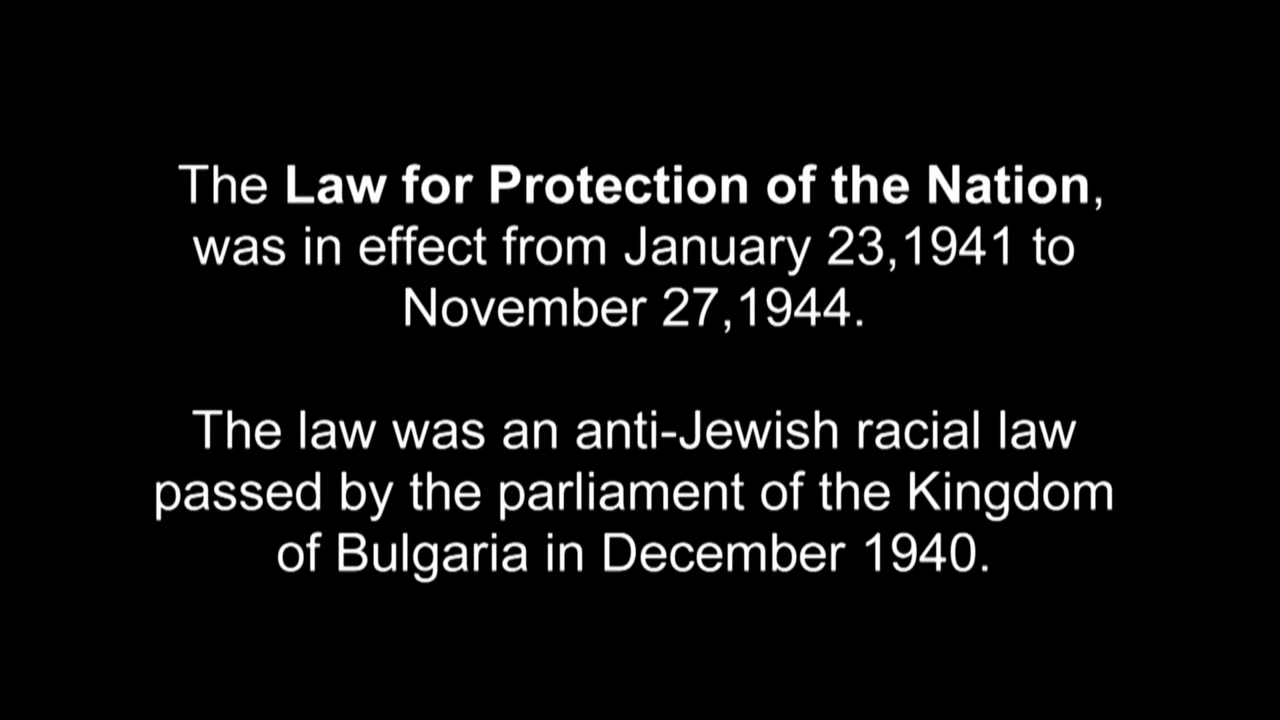 The Law for Protection of the Nation,
was in effect from January 23,1941 to
November 27,1944.
The law was an anti-Jewish racial law
passed by the parliament of the Kingdom
of Bulgaria in December 1940.